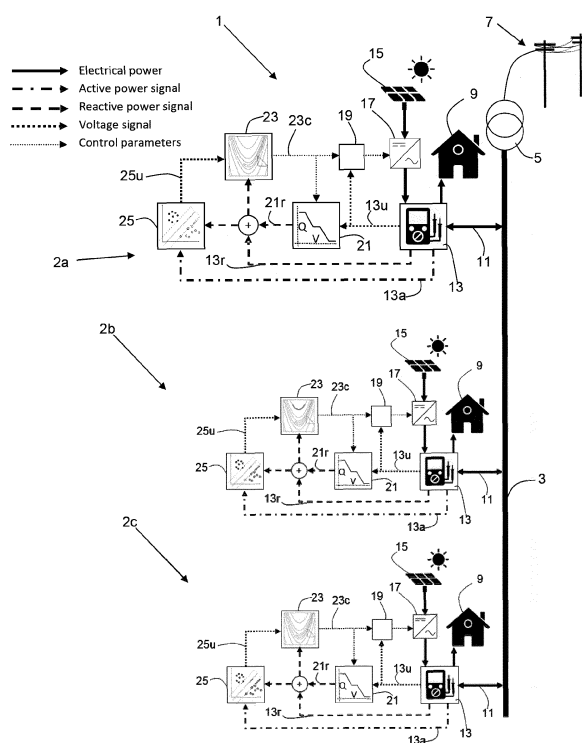 1
7
Electrical power
Active power signal
Reactive power signal
Voltage signal
Control parameters
15
9
5
23
23c
19
17
25u
25
21r
Q
V
21
13u
+
13r
13a
13
11
2a
2b
15
9
23
23c
19
17
25u
25
21r
Q
V
21
13u
+
13r
13a
13
11
3
2c
15
9
23
23c
19
17
25u
25
21r
Q
V
21
13u
+
13r
13a
13
11